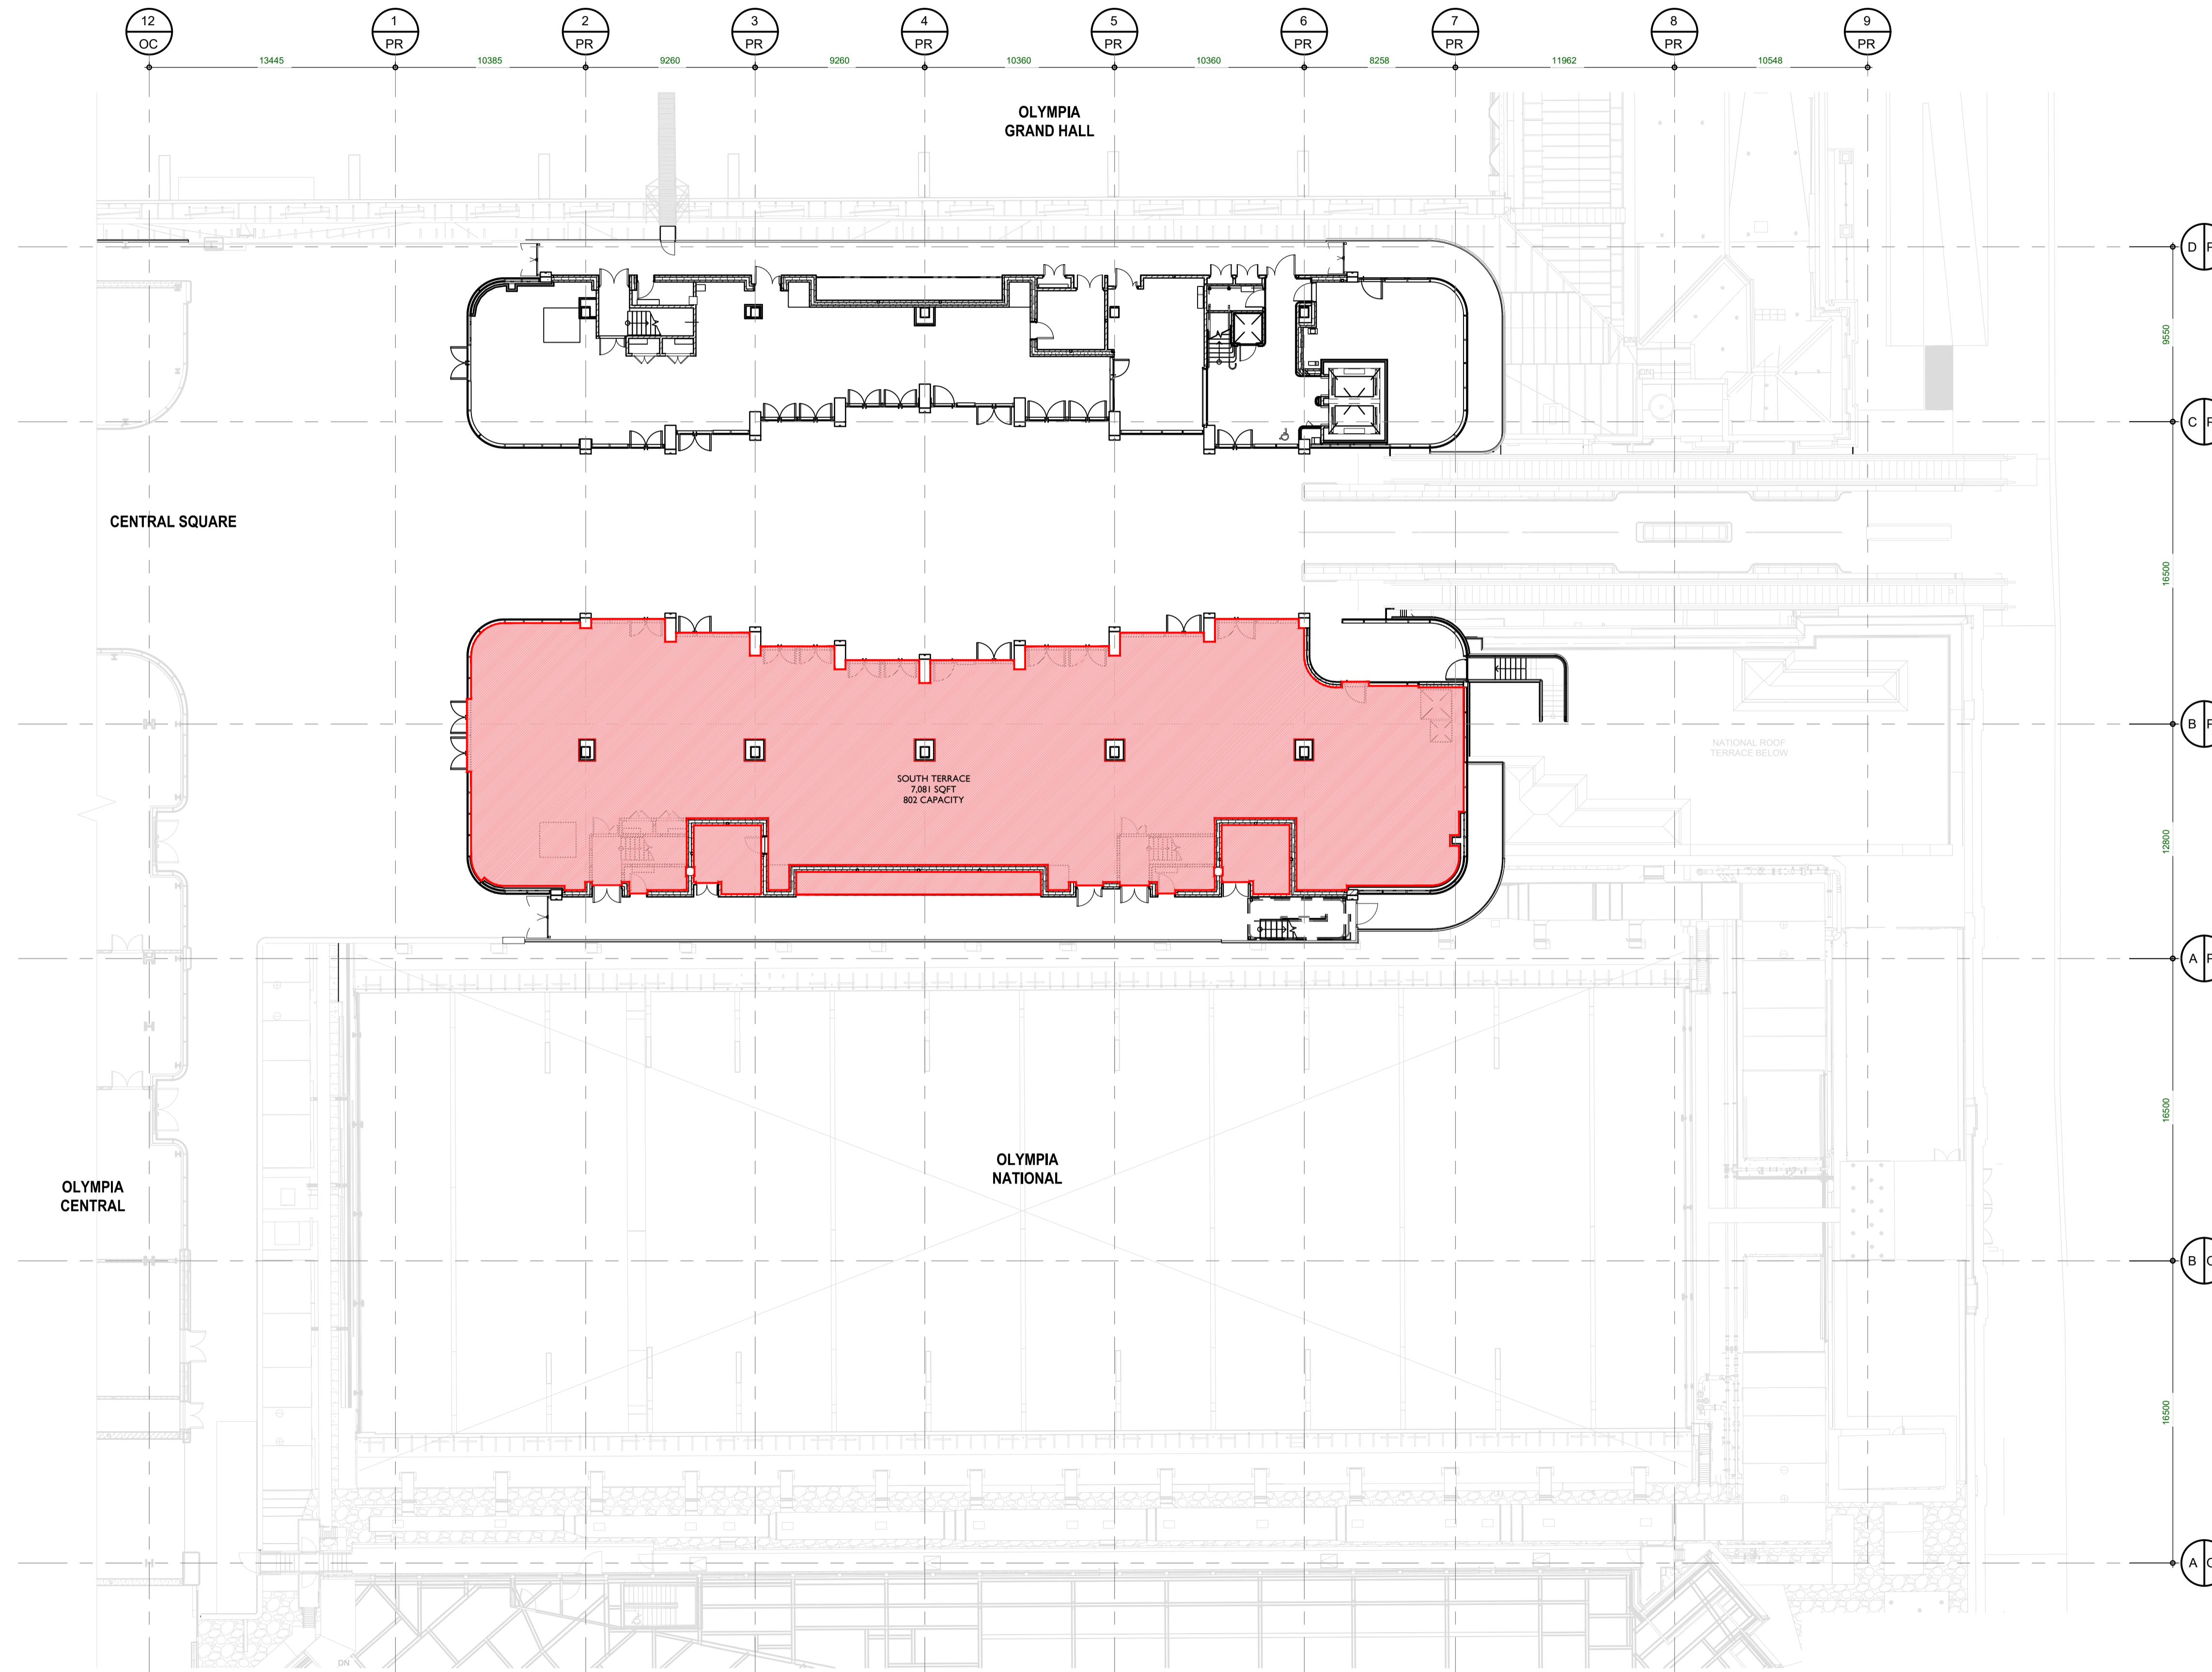 12
OC
1
PR
2
PR
3
PR
4
PR
5
PR
6
PR
7
PR
8
PR
9
PR
13445
10385
9260
9260
10360
10360
8258
11962
10548
OLYMPIA
GRAND HALL
D
9550
DN
C
CENTRAL SQUARE
16500
B
NATIONAL ROOF
TERRACE BELOW
SOUTH TERRACE
7,081 SQFT
802 CAPACITY
12800
A
16500
OLYMPIA
NATIONAL
OLYMPIA
CENTRAL
B
16500
A
DN